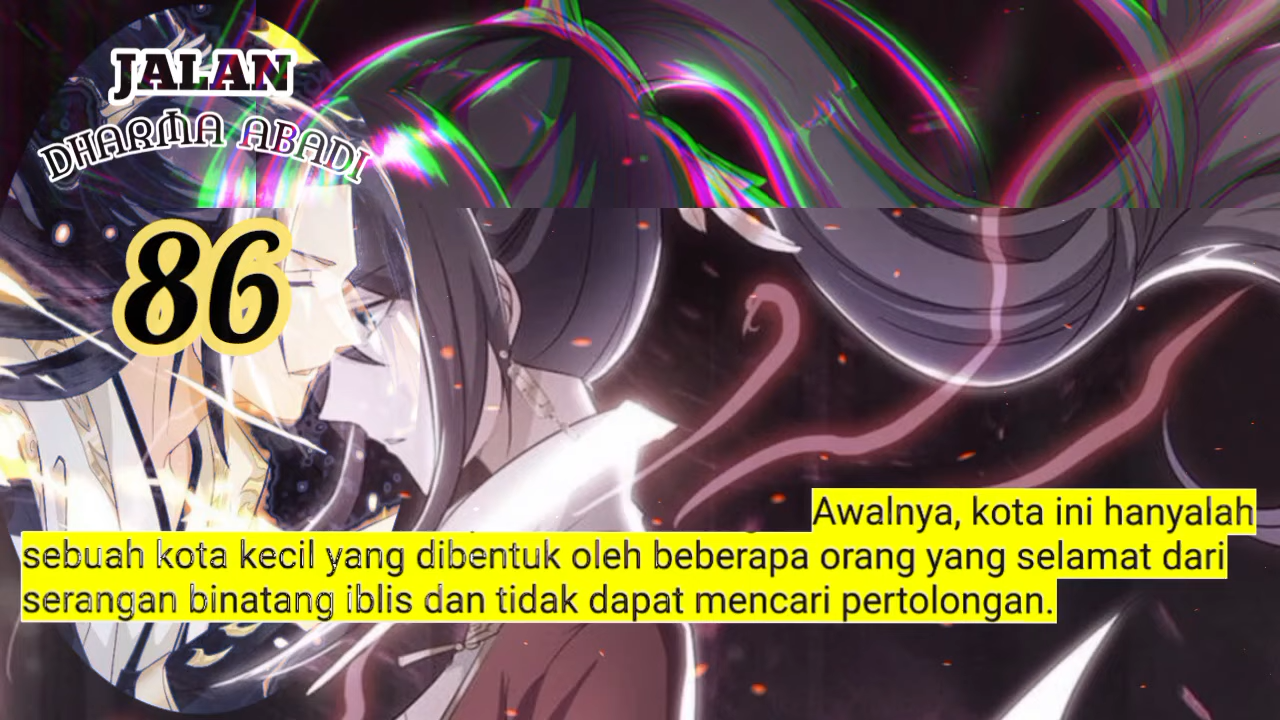 JALAN
DHARMA ABADI
86
Awalnya, kota ini hanyalah
sebuah kota kecil yang dibentuk oleh beberapa orang yang selamat dari
serangan binatang iblis dan tidak dapat mencari pertolongan.